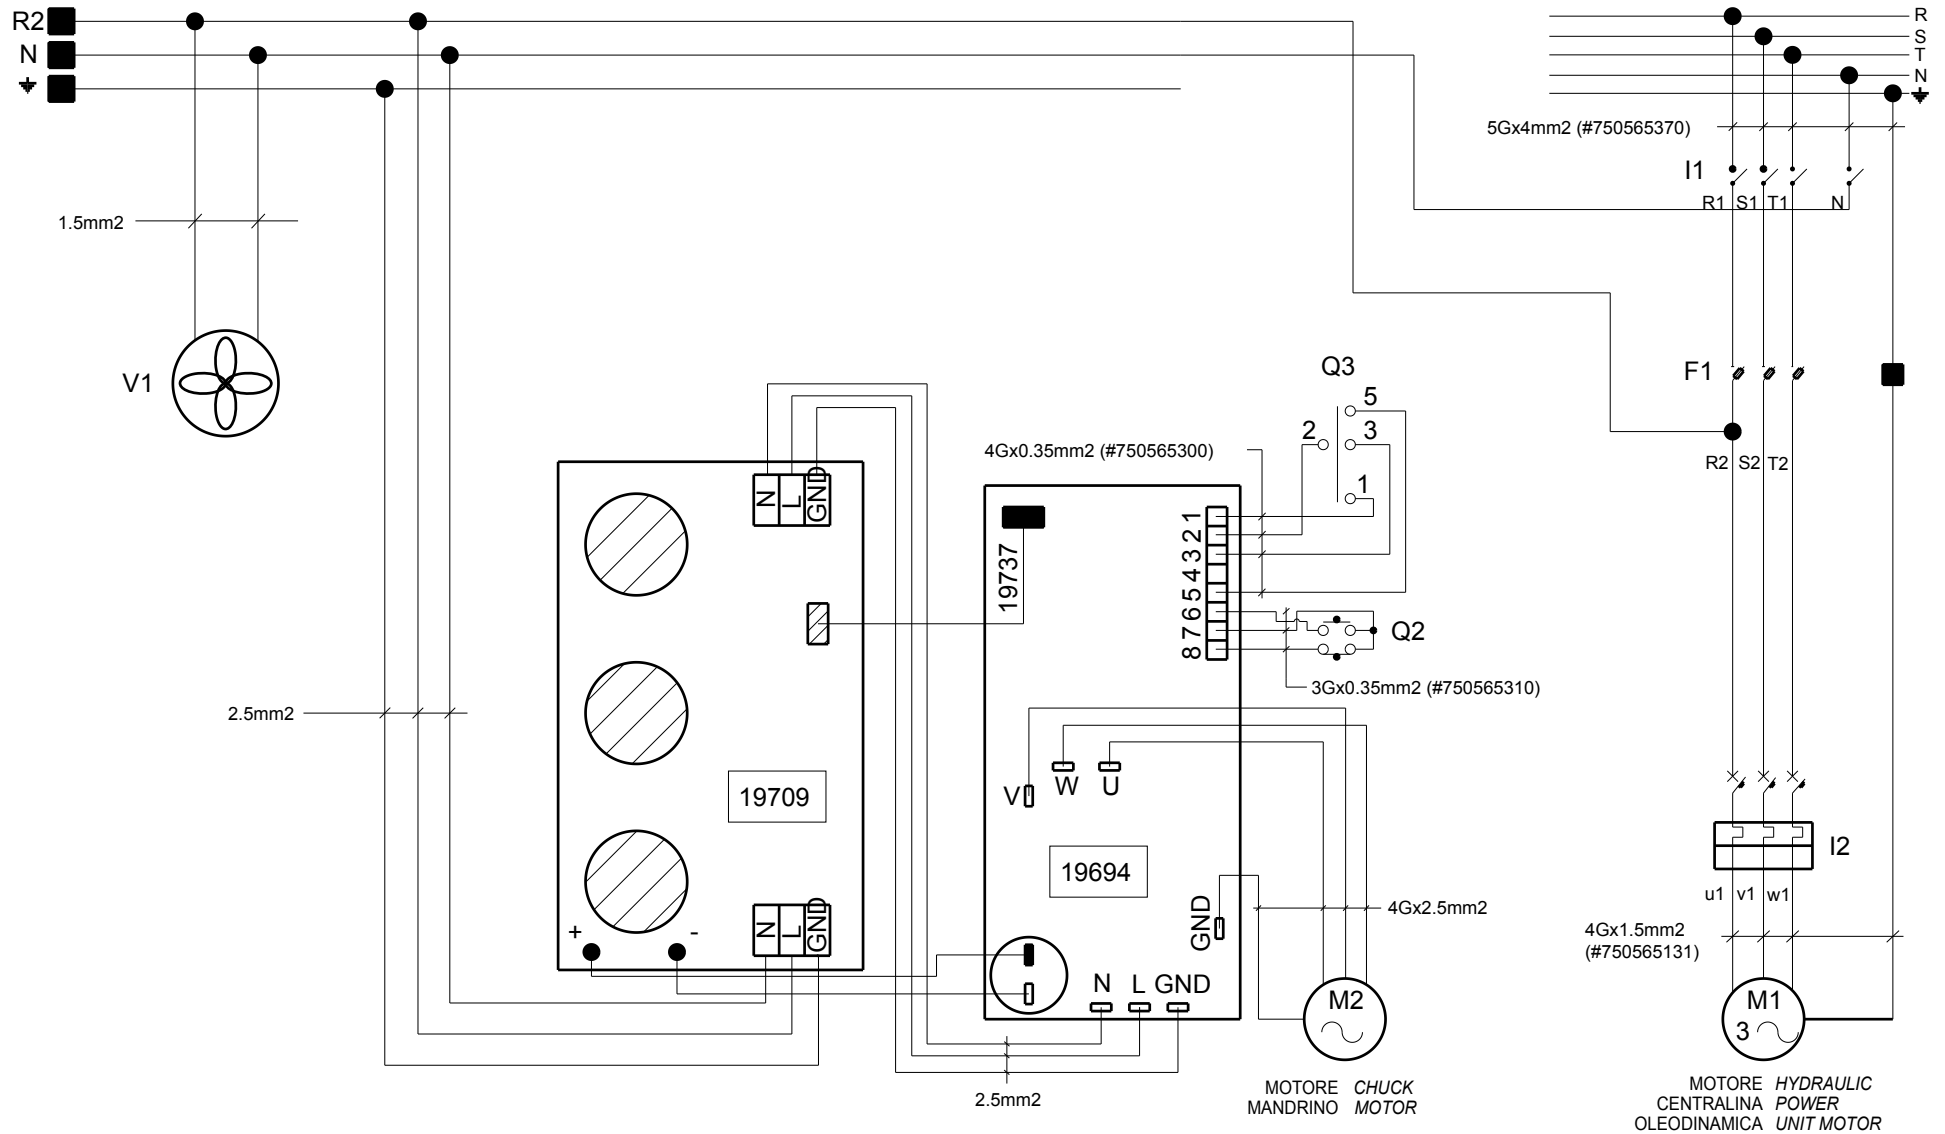 R2
N
R
S
T
N
5Gx4mm2 (#750565370)
I1
R1 S1 T1 N
1.5mm2
V1
Q3
F1
5
2 3
4Gx0.35mm2 (#750565300)
1
R2 S2 T2
N L GND
19737
1
2
3
4
5
6
7
8
Q2
3Gx0.35mm2 (#750565310)
2.5mm2
V W U
19709
I2
19694
u1 v1 w1
4Gx2.5mm2
GND
N L GND
+ -
4Gx1.5mm2
(#750565131)
N L GND
M2
M1
3
2.5mm2
MOTORE CHUCK
MANDRINO MOTOR
MOTORE HYDRAULIC
CENTRALINA POWER
OLEODINAMICA UNIT MOTOR